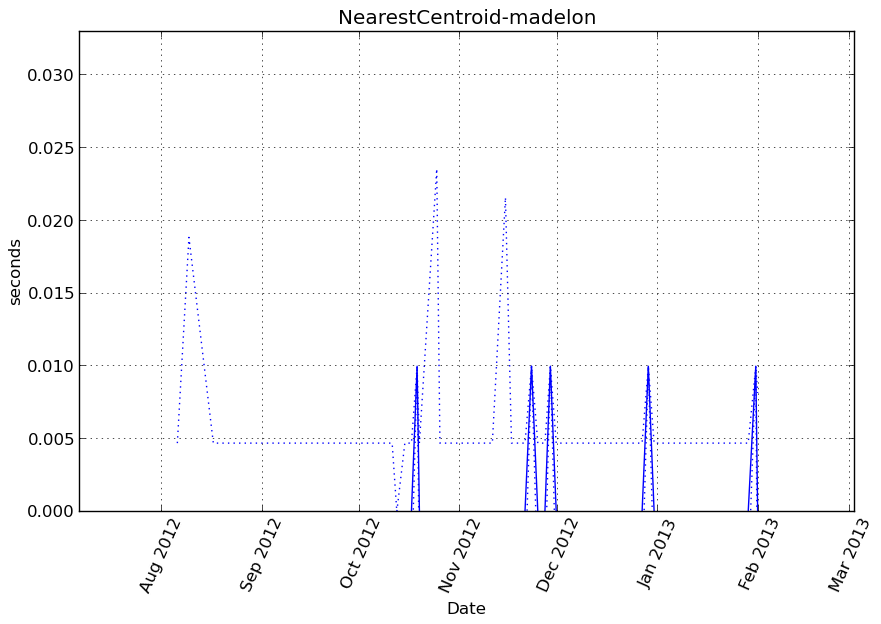 NearestCentroid-madelon
0.030
0.025
0.020
0.015
0.010
0.005
0.000
seconds
Aug 2012
Sep 2012
Oct 2012
Nov 2012
Dec 2012
Jan 2013
Feb 2013
Mar 2013
Date